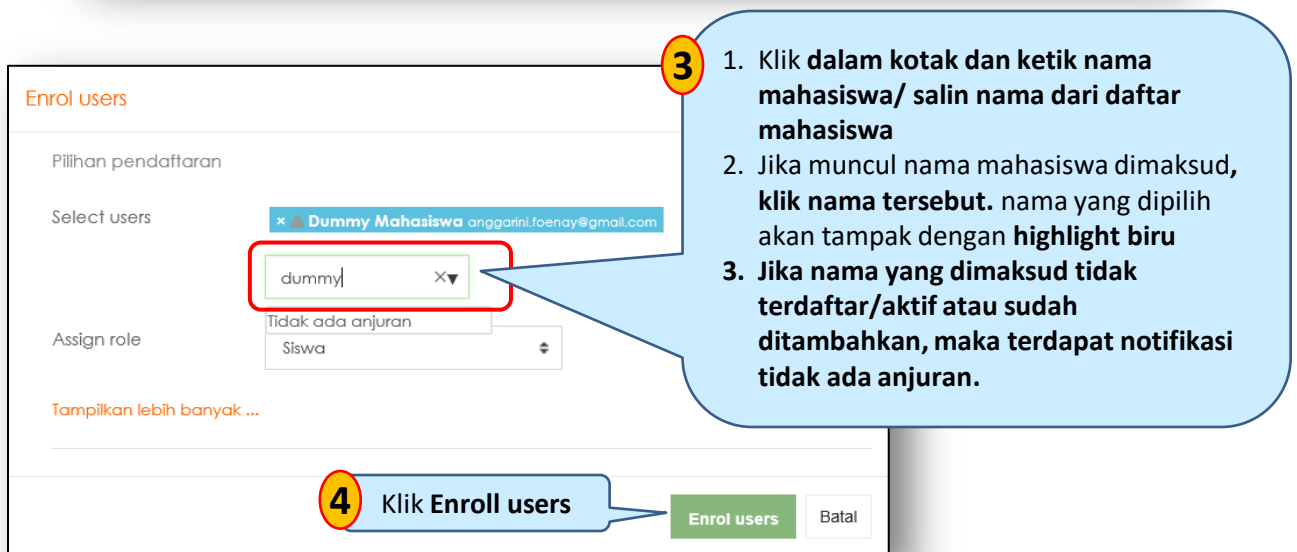 3
1. Klik dalam kotak dan ketik nama
mahasiswa/ salin nama dari daftar
mahasiswa
2. Jika muncul nama mahasiswa dimaksud,
klik nama tersebut. nama yang dipilih
akan tampak dengan highlight biru
3. Jika nama yang dimaksud tidak
terdaftar/aktif atau sudah
ditambahkan, maka terdapat notifikasi
tidak ada anjuran.
Enrol users
Pilihan pendaftaran
Select users
× Dummy Mahasiswa anggarini.foenay@gmail.com
dummy ×▼
Tidak ada anjuran
Assign role
Siswa
Tampilkan lebih banyak ...
4
Klik Enroll users
Enrol users
Batal